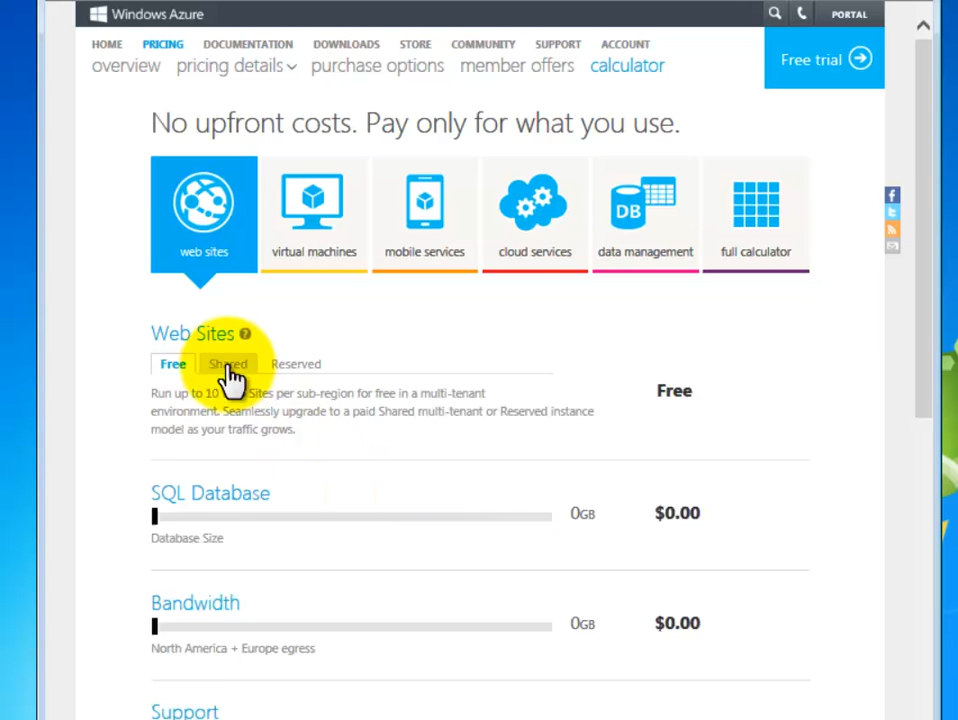 Windows Azure
PORTAL
HOME PRICING DOCUMENTATION DOWNLOADS STORE COMMUNITY SUPPORT ACCOUNT
overview pricing details purchase options member offers calculator
Free trial
No upfront costs. Pay only for what you use.
web sites virtual machines mobile services cloud services data management full calculator
DB
Web Sites ?
Free Shared Reserved
Run up to 10 Sites per sub-region for free in a multi-tenant
environment. Seamlessly upgrade to a paid Shared multi-tenant or Reserved instance
model as your traffic grows.
Free
SQL Database
0GB $0.00
Database Size
Bandwidth
0GB $0.00
North America + Europe egress
Support